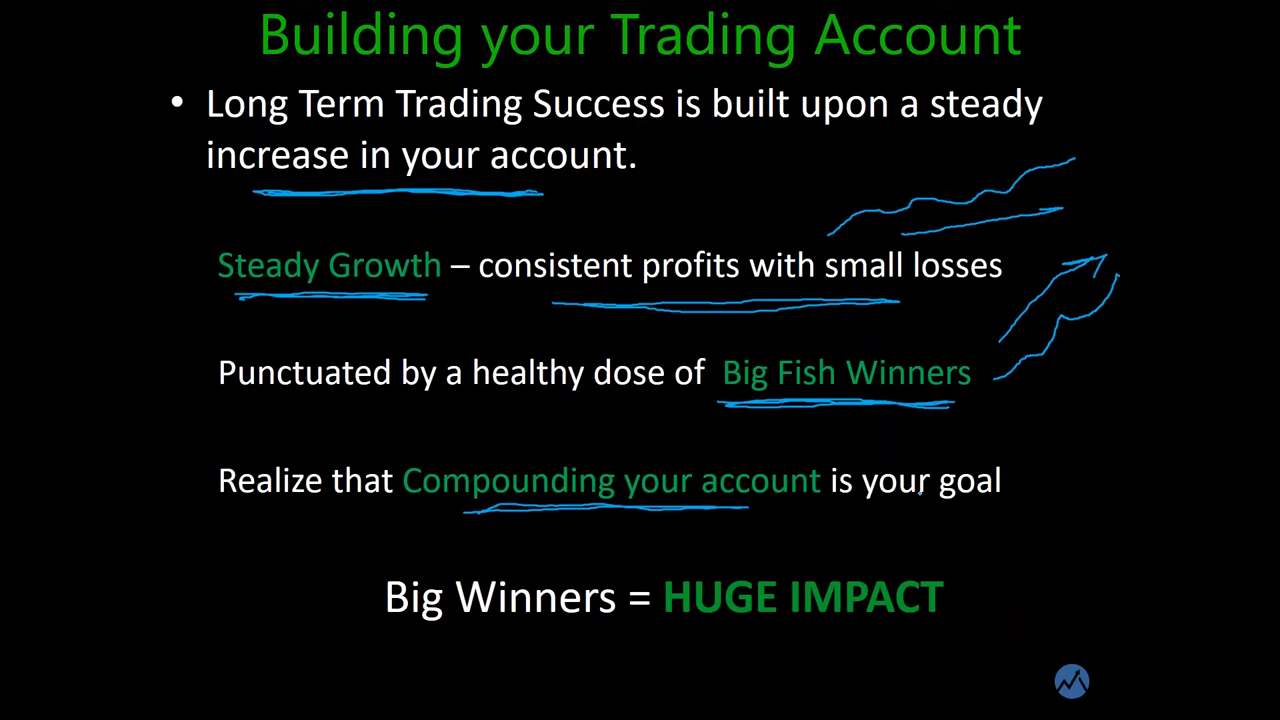 Building your Trading Account
• Long Term Trading Success is built upon a steady
increase in your account.
Steady Growth – consistent profits with small losses
Punctuated by a healthy dose of Big Fish Winners
Realize that Compounding your account is your goal
Big Winners = HUGE IMPACT